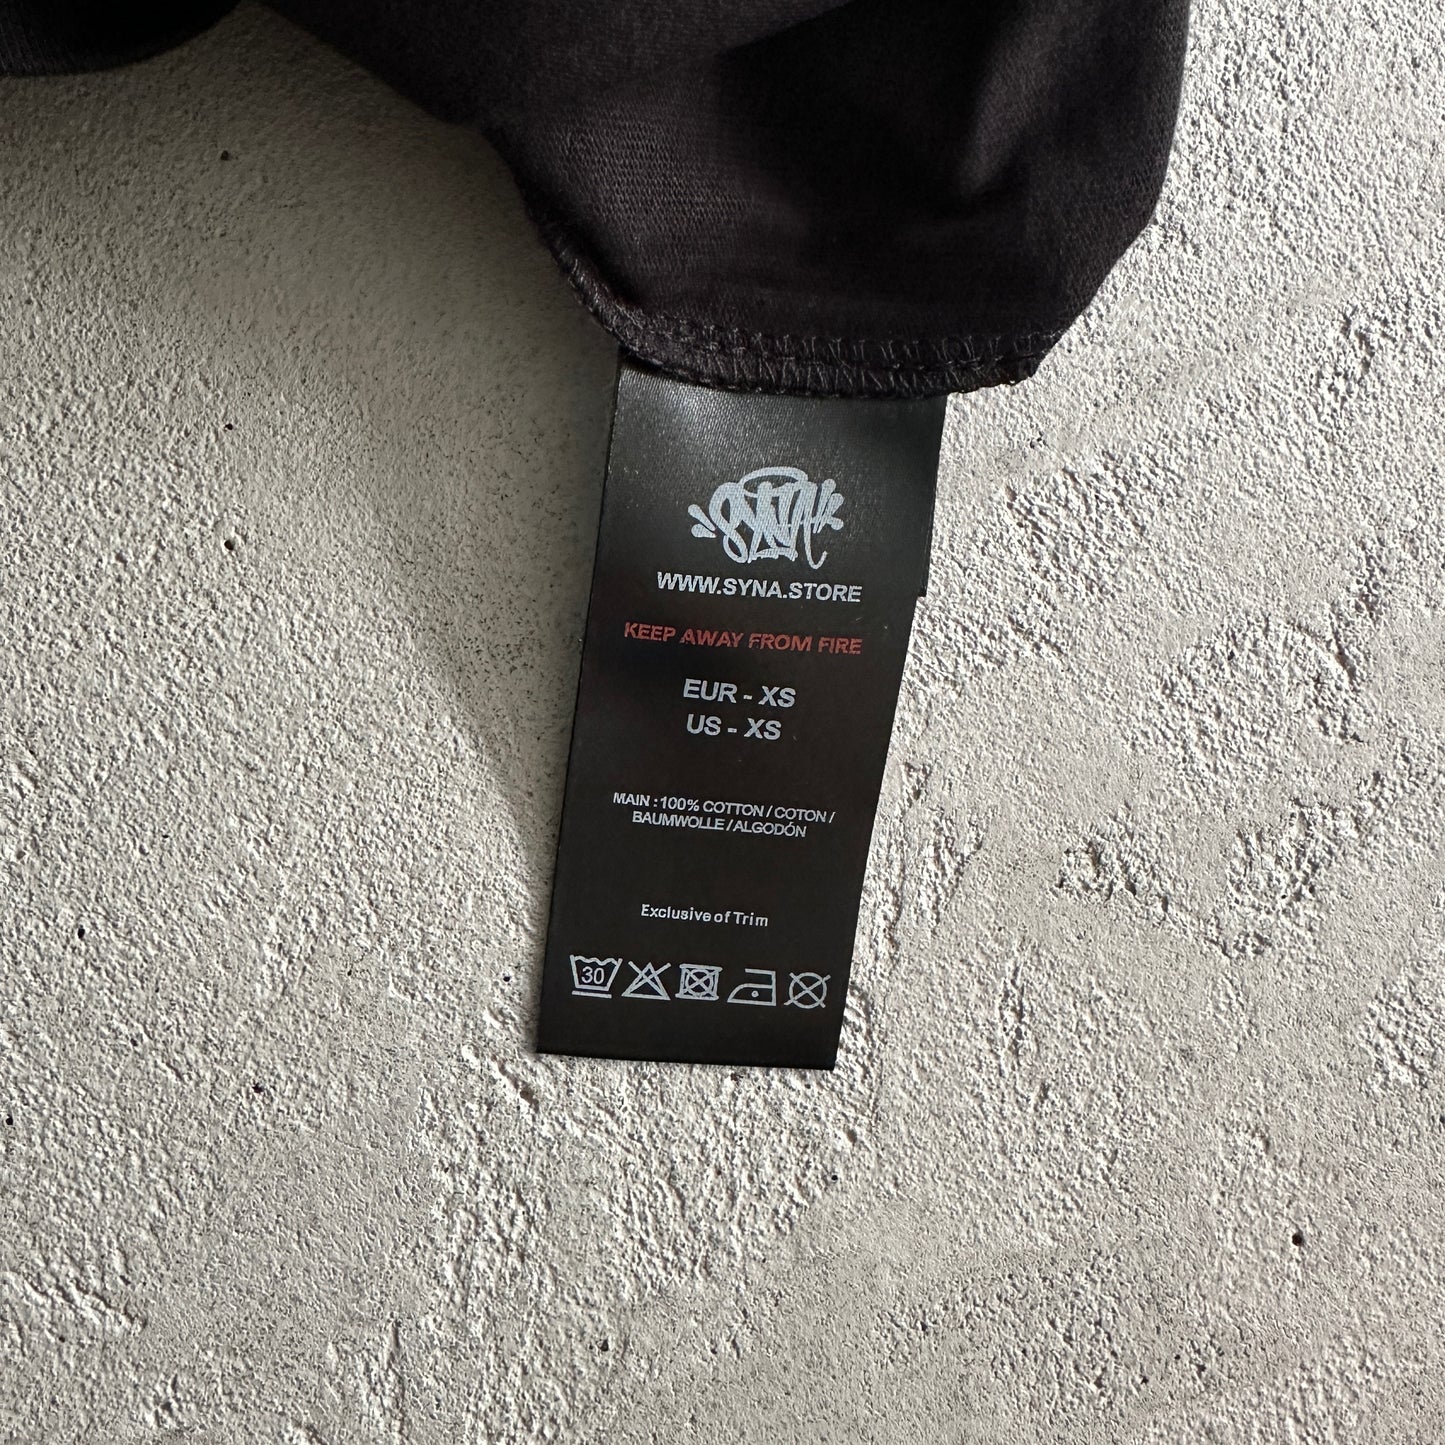 SYNA
WWW.SYNA.STORE
KEEP AWAY FROM FIRE
EUR - XS
US - XS
MAIN : 100% COTTON / COTON /
BAUMWOLLE / ALGODÓN
Exclusive of Trim
30